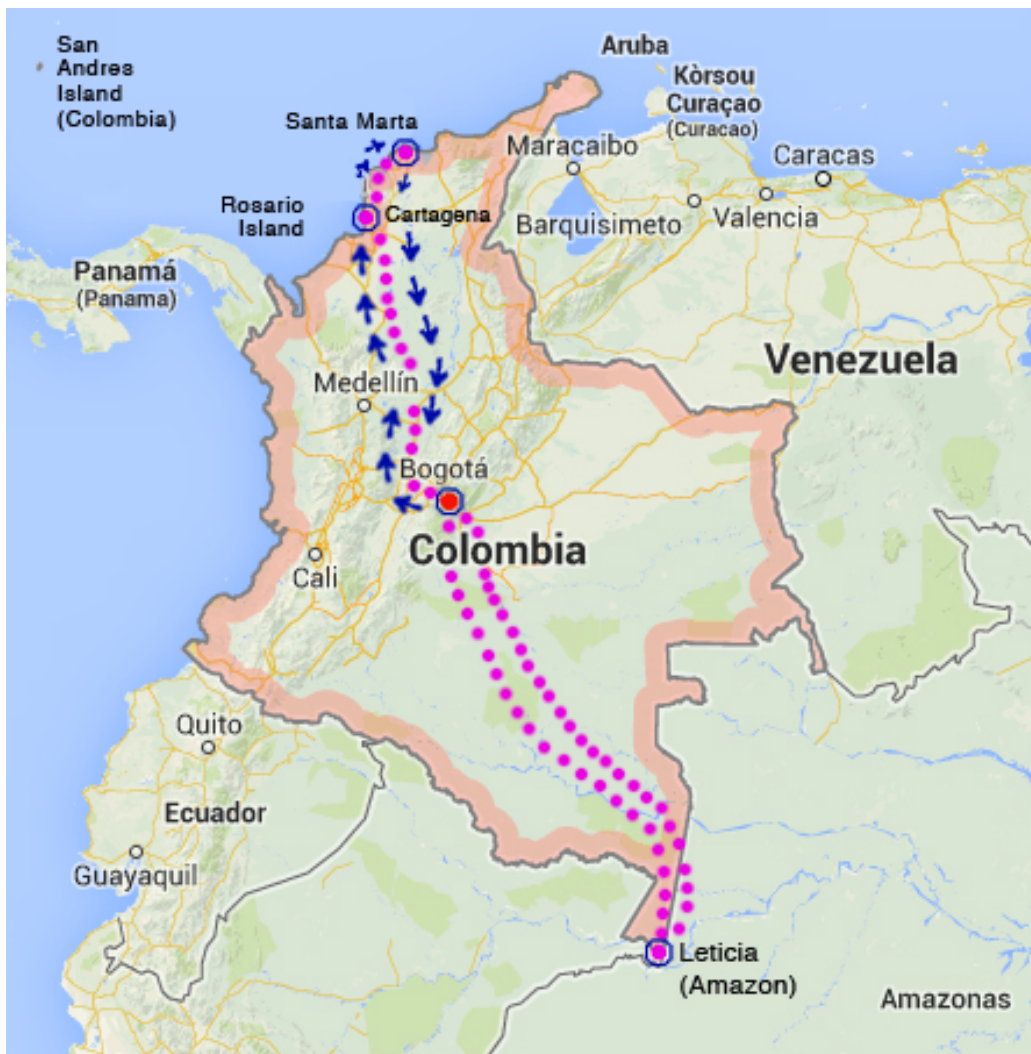 San
Andres
Island
(Colombia)
Aruba
Kòrsou
Curaçao
(Curacao)
Santa Marta
Maracaibo
Caracas
Rosario
Island
Cartagena
Barquisimeto
Valencia
Panamá
(Panama)
Venezuela
Medellín
Bogotá
Colombia
Cali
Quito
Ecuador
Guayaquil
Leticia
(Amazon)
Amazonas